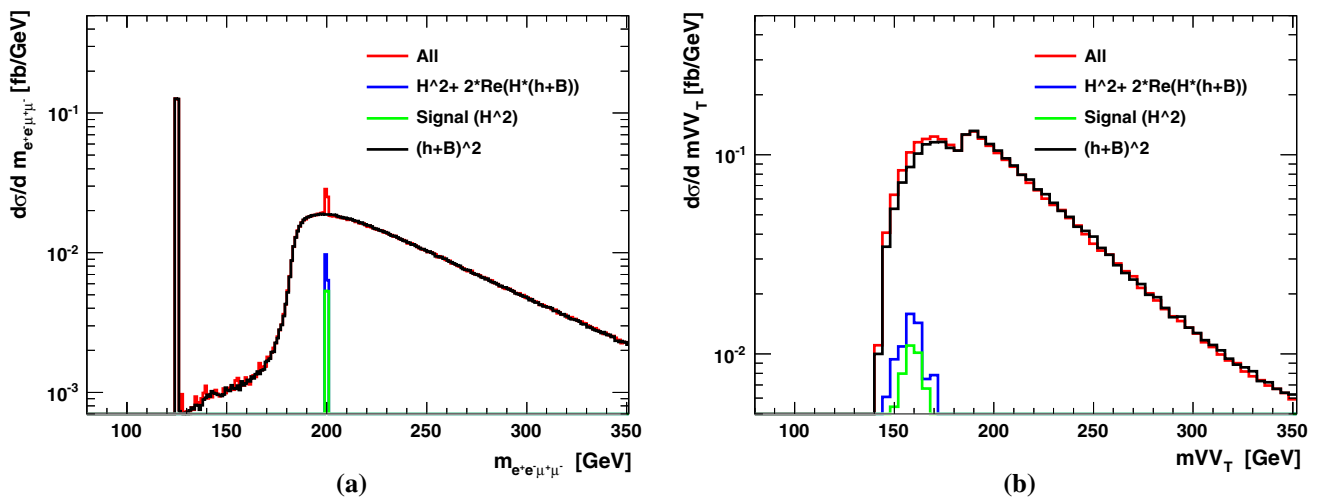 dσ/d m_e⁺e⁻μ⁺μ⁻ [fb/GeV]
10⁻¹
10⁻²
10⁻³
All
H^2+ 2*Re(H*(h+B))
Signal (H^2)
(h+B)^2
100 150 200 250 300 350
m_e⁺e⁻μ⁺μ⁻ [GeV]
(a)
dσ/d mVV_T [fb/GeV]
10⁻¹
10⁻²
All
H^2+ 2*Re(H*(h+B))
Signal (H^2)
(h+B)^2
100 150 200 250 300 350
mVV_T [GeV]
(b)